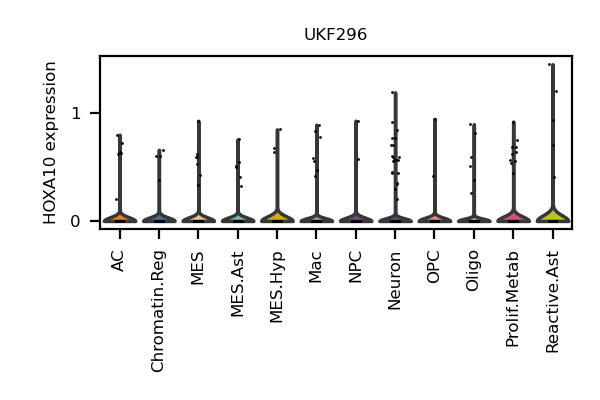 UKF296
HOXA10 expression
1
0
AC
Chromatin.Reg
MES
MES.Ast
MES.Hyp
Mac
NPC
Neuron
OPC
Oligo
Prolif.Metab
Reactive.Ast